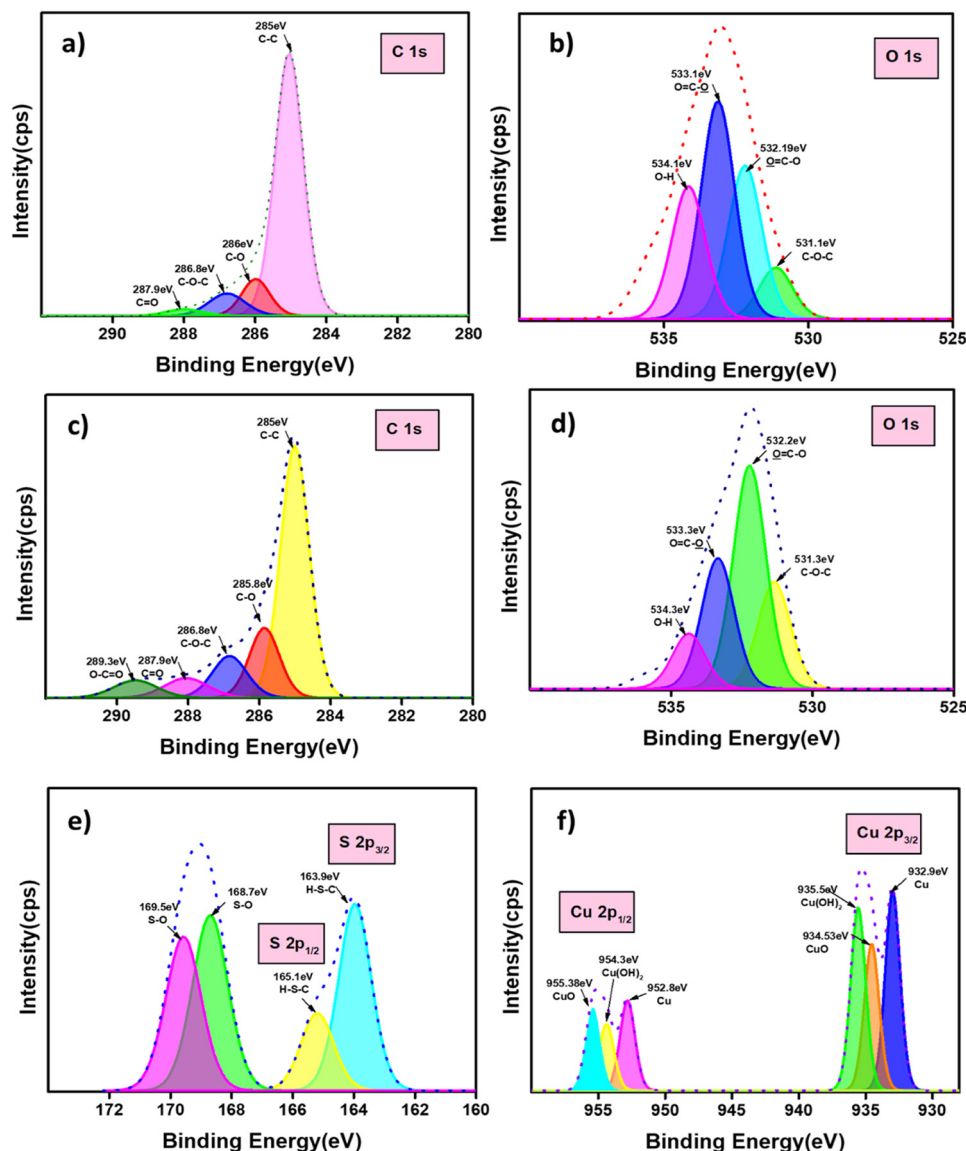 a)
C 1s
285eV
C-C
286eV
C-O
286.8eV
C-O-C
287.9eV
C=O
Intensity(cps)
290 288 286 284 282 280
Binding Energy(eV)
b)
O 1s
533.1eV
O=C-O
532.19eV
O=C-O
534.1eV
O-H
531.1eV
C-O-C
Intensity(cps)
535 530 525
Binding Energy(eV)
c)
C 1s
285eV
C-C
285.8eV
C-O
286.8eV
C-O-C
289.3eV
O-C=O
287.9eV
C=O
Intensity(cps)
290 288 286 284 282 280
Binding Energy(eV)
d)
O 1s
532.2eV
O=C-O
533.3eV
O=C-O
531.3eV
C-O-C
534.3eV
O-H
Intensity(cps)
535 530 525
Binding Energy(eV)
e)
S 2p3/2
163.9eV
H-S-C
168.7eV
S-O
169.5eV
S-O
S 2p1/2
165.1eV
H-S-C
Intensity(cps)
172 170 168 166 164 162 160
Binding Energy(eV)
f)
Cu 2p3/2
932.9eV
Cu
935.5eV
Cu(OH)2
934.53eV
CuO
Cu 2p1/2
954.3eV
Cu(OH)2
955.38eV
CuO
952.8eV
Cu
Intensity(cps)
955 950 945 940 935 930
Binding Energy(eV)